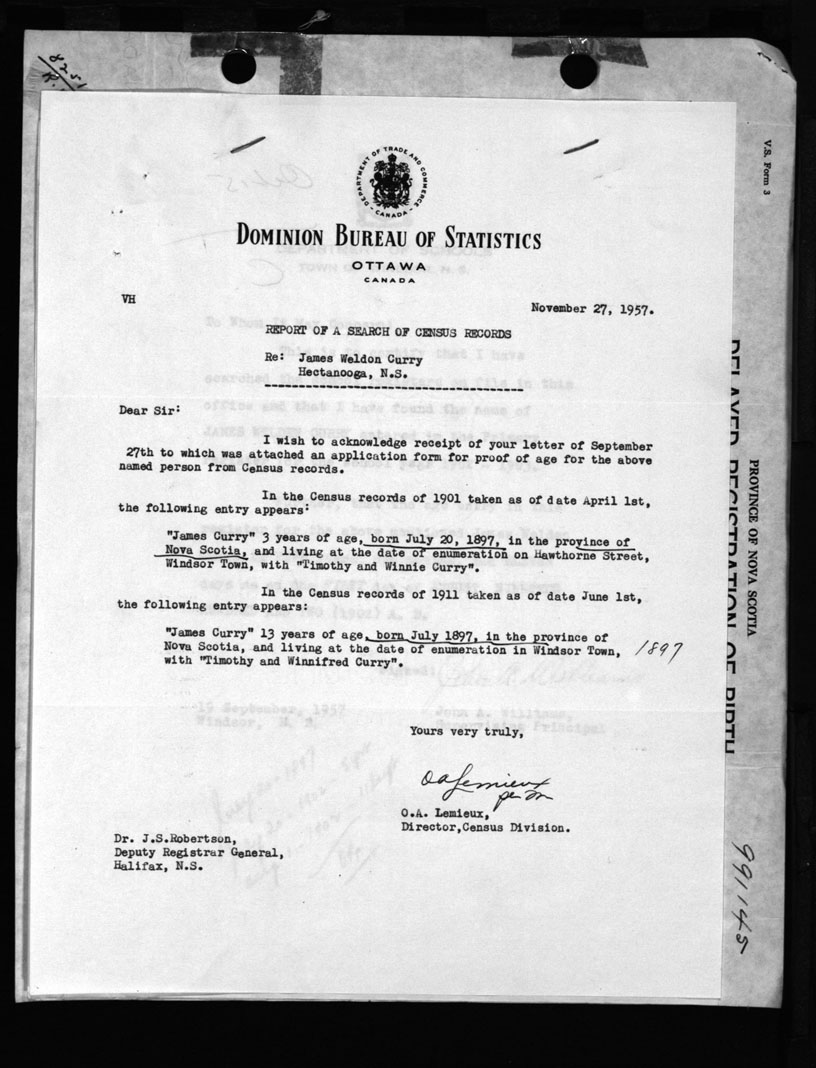 8251
DEPARTMENT OF TRADE AND COMMERCE
CANADA
DOMINION BUREAU OF STATISTICS
OTTAWA
CANADA
VH
November 27, 1957.
REPORT OF A SEARCH OF CENSUS RECORDS
Re: James Weldon Curry
Hectanooga, N.S.
Dear Sir:
I wish to acknowledge receipt of your letter of September
27th to which was attached an application form for proof of age for the above
named person from Census records.
In the Census records of 1901 taken as of date April 1st,
the following entry appears:
"James Curry" 3 years of age, born July 20, 1897, in the province of
Nova Scotia, and living at the date of enumeration on Hawthorne Street,
Windsor Town, with "Timothy and Winnie Curry".
In the Census records of 1911 taken as of date June 1st,
the following entry appears:
"James Curry" 13 years of age, born July 1897, in the province of
Nova Scotia, and living at the date of enumeration in Windsor Town, 1897
with "Timothy and Winnifred Curry".
Yours very truly,
O A Lemieux
per
O.A. Lemieux,
Director,Census Division.
Dr. J.S.Robertson,
Deputy Registrar General,
Halifax, N.S.
V.S. Form 3
PROVINCE OF NOVA SCOTIA
DELAYED REGISTRATION OF BIRTH
991145